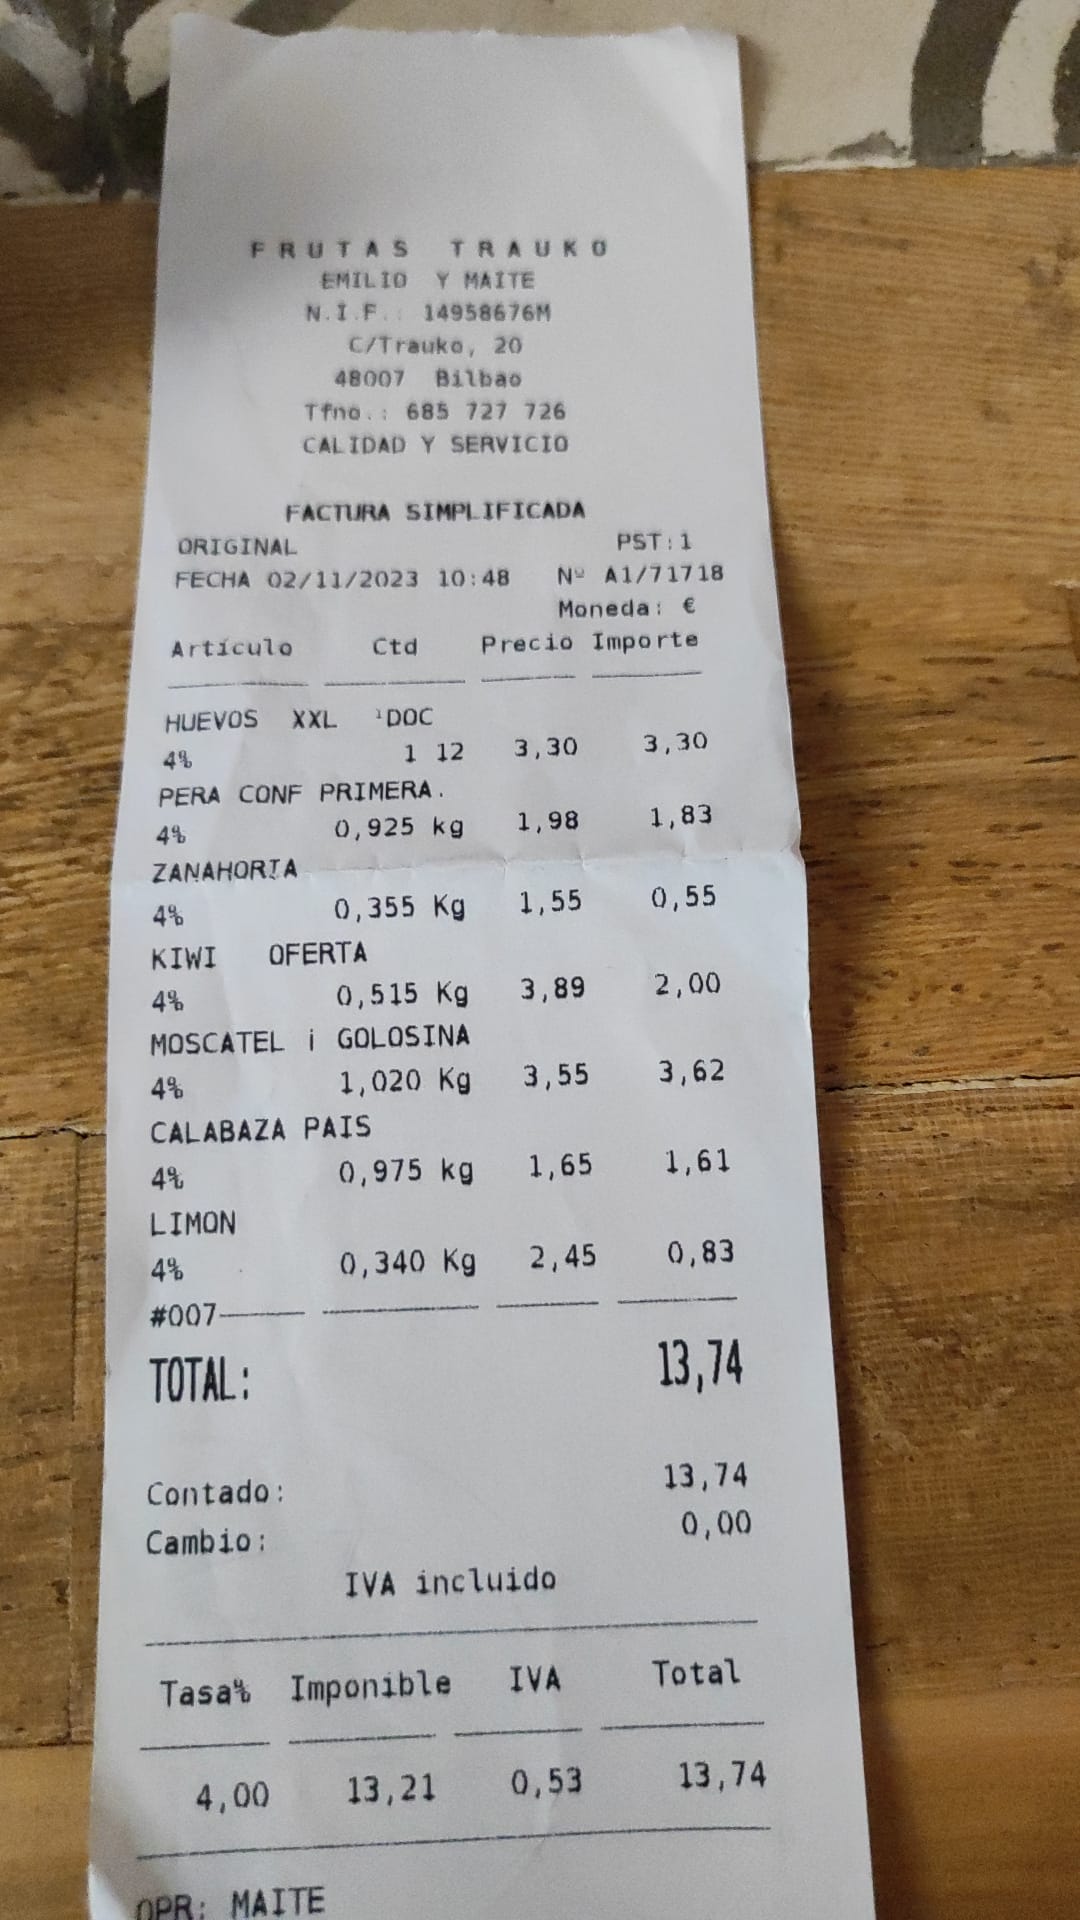 FRUTAS TRAUKO
EMILIO Y MAITE
N.I.F.: 14958676M
C/Trauko, 20
48007 Bilbao
Tfno.: 685 727 726
CALIDAD Y SERVICIO
FACTURA SIMPLIFICADA
ORIGINAL PST:1
FECHA 02/11/2023 10:48 Nº A1/71718
Moneda: €
Artículo Ctd Precio Importe
HUEVOS XXL 1DOC
4% 1 12 3,30 3,30
PERA CONF PRIMERA.
4% 0,925 kg 1,98 1,83
ZANAHORIA
4% 0,355 Kg 1,55 0,55
KIWI OFERTA
4% 0,515 Kg 3,89 2,00
MOSCATEL i GOLOSINA
4% 1,020 Kg 3,55 3,62
CALABAZA PAIS
4% 0,975 kg 1,65 1,61
LIMON
4% 0,340 Kg 2,45 0,83
#007
TOTAL: 13,74
Contado: 13,74
Cambio: 0,00
IVA incluido
Tasa% Imponible IVA Total
4,00 13,21 0,53 13,74
OPR: MAITE